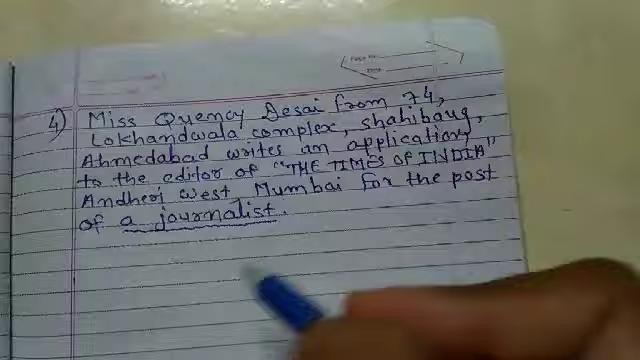 4) Miss Quency Desai from 74,
Lokhandwala complex, shahibaug,
Ahmedabad writes an application
to the editor of "THE TIMES OF INDIA"
Andheri west, Mumbai for the post
of a journalist.